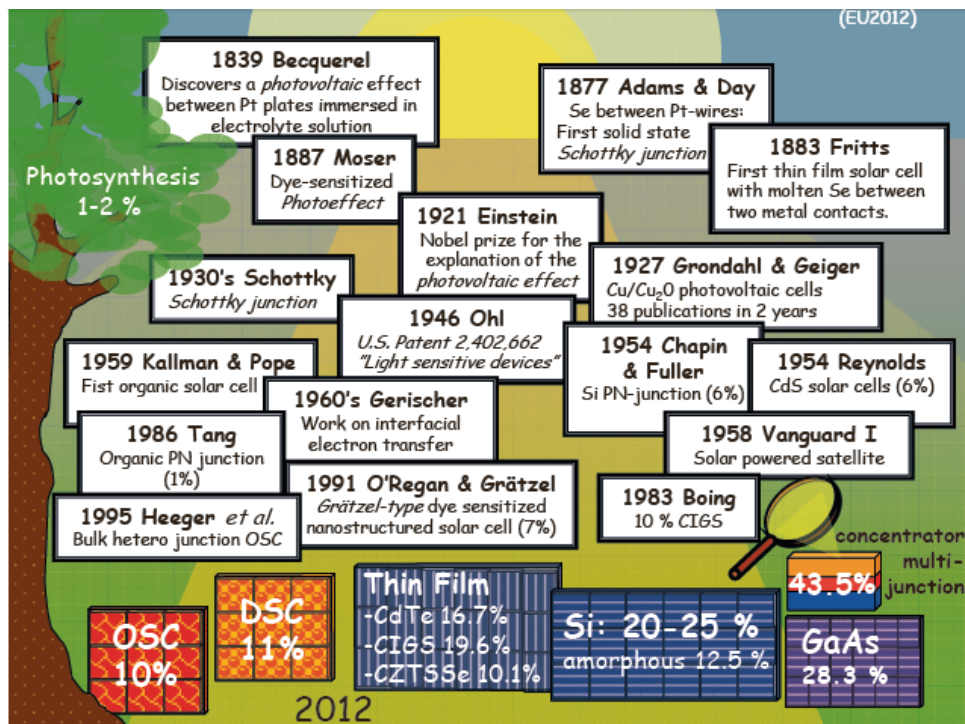 (EU2012)
1839 Becquerel
Discovers a photovoltaic effect
between Pt plates immersed in
electrolyte solution
1877 Adams & Day
Se between Pt-wires:
First solid state
Schottky junction
1887 Moser
Dye-sensitized
Photoeffect
1883 Fritts
First thin film solar cell
with molten Se between
two metal contacts.
Photosynthesis
1-2 %
1921 Einstein
Nobel prize for the
explanation of the
photovoltaic effect
1930's Schottky
Schottky junction
1927 Grondahl & Geiger
Cu/Cu₂O photovoltaic cells
38 publications in 2 years
1946 Ohl
U.S. Patent 2,402,662
"Light sensitive devices"
1959 Kallman & Pope
Fist organic solar cell
1954 Chapin
& Fuller
Si PN-junction (6%)
1954 Reynolds
CdS solar cells (6%)
1960's Gerischer
Work on interfacial
electron transfer
1986 Tang
Organic PN junction
(1%)
1958 Vanguard I
Solar powered satellite
1991 O'Regan & Grätzel
Grätzel-type dye sensitized
nanostructured solar cell (7%)
1983 Boing
10 % CIGS
1995 Heeger et al.
Bulk hetero junction OSC
concentrator
multi-
junction
43.5%
OSC
10%
DSC
11%
Thin Film
-CdTe 16.7%
-CIGS 19.6%
-CZTSSe 10.1%
Si: 20-25 %
amorphous 12.5 %
GaAs
28.3 %
2012